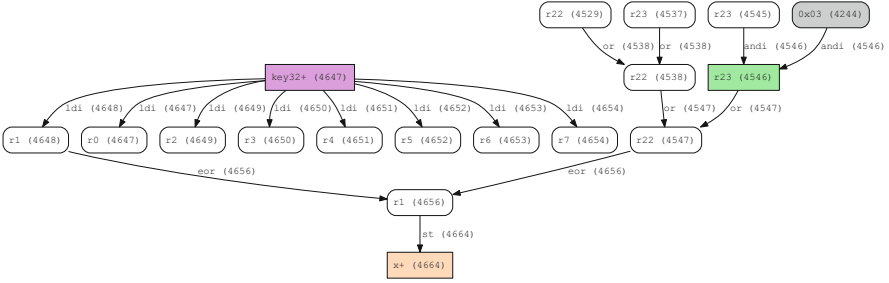 r22 (4529) r23 (4537) r23 (4545) 0x03 (4244)
or (4538) or (4538) andi (4546) andi (4546)
key32+ (4647) r22 (4538) r23 (4546)
ldi (4648) ldi (4647) ldi (4649) ldi (4650) ldi (4651) ldi (4652) ldi (4653) ldi (4654) or (4547) or (4547)
r1 (4648) r0 (4647) r2 (4649) r3 (4650) r4 (4651) r5 (4652) r6 (4653) r7 (4654) r22 (4547)
eor (4656) eor (4656)
r1 (4656)
st (4664)
x+ (4664)